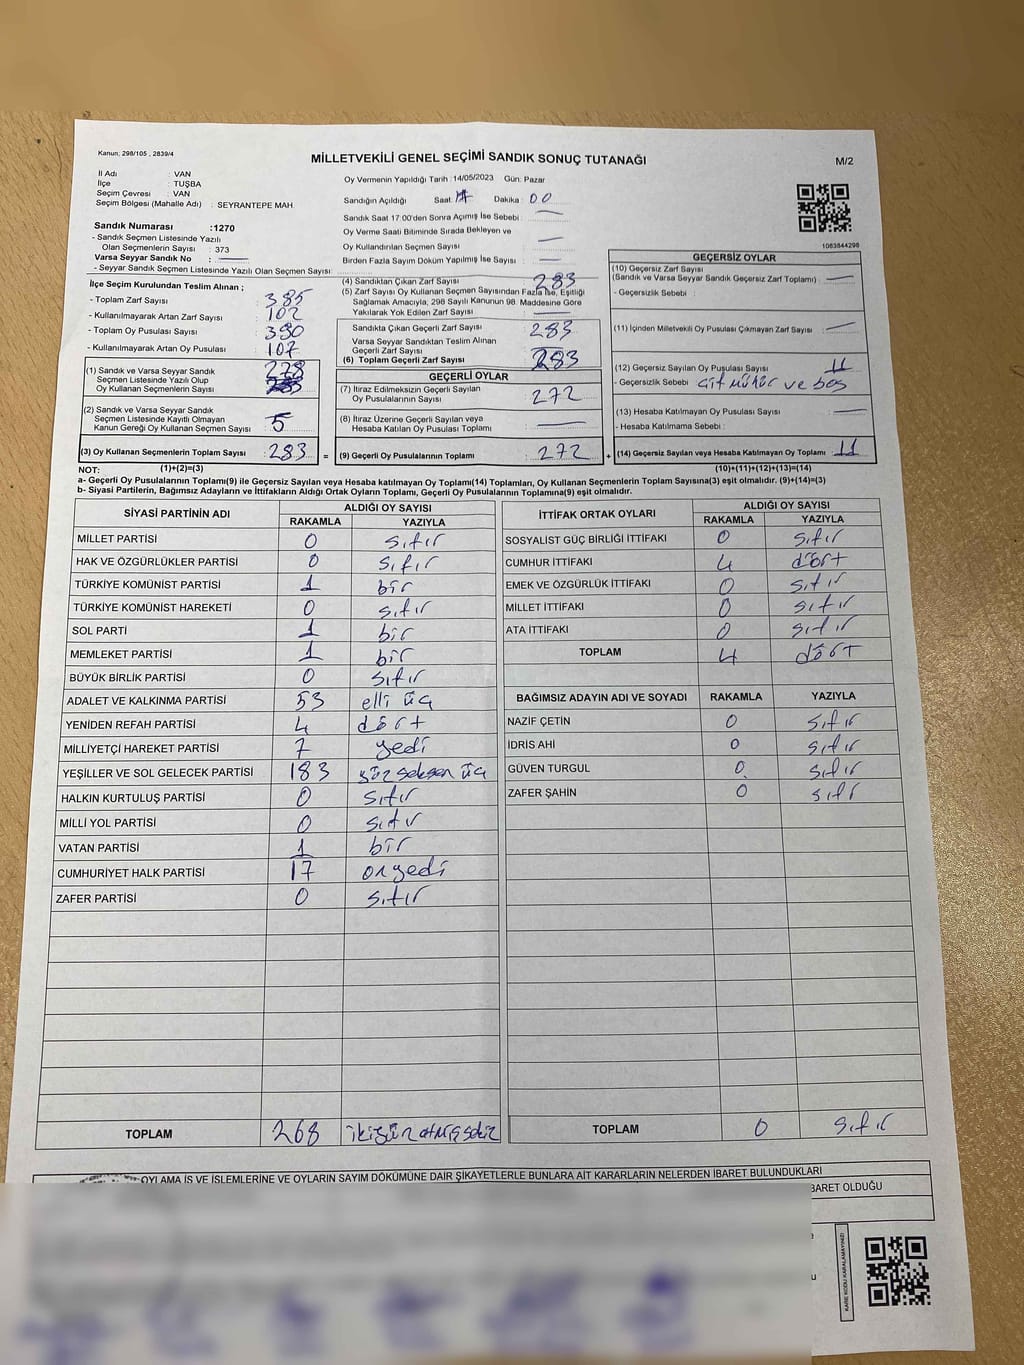 Kanun; 298/105 , 2839/4
MİLLETVEKİLİ GENEL SEÇİMİ SANDIK SONUÇ TUTANAĞI
M/2
İl Adı : VAN
İlçe : TUŞBA
Seçim Çevresi : VAN
Seçim Bölgesi (Mahalle Adı) : SEYRANTEPE MAH.
Sandık Numarası :1270
- Sandık Seçmen Listesinde Yazılı
Olan Seçmenlerin Sayısı : 373
Varsa Seyyar Sandık No :
- Seyyar Sandık Seçmen Listesinde Yazılı Olan Seçmen Sayısı:
Oy Vermenin Yapıldığı Tarih :14/05/2023 Gün: Pazar
Sandığın Açıldığı Saat: Dakika : 00
Sandık Saat 17:00'den Sonra Açımış İse Sebebi :
Oy Verme Saati Bitiminde Sırada Bekleyen ve
Oy Kullandırılan Seçmen Sayısı :
Birden Fazla Sayım Döküm Yapılmış İse Sayısı :
1063844298
İlçe Seçim Kurulundan Teslim Alınan ;
- Toplam Zarf Sayısı : 385
- Kullanılmayarak Artan Zarf Sayısı : 102
- Toplam Oy Pusulası Sayısı : 390
- Kullanılmayarak Artan Oy Pusulası : 107
(1) Sandık ve Varsa Seyyar Sandık
Seçmen Listesinde Yazılı Olup
Oy Kullanan Seçmenlerin Sayısı : 278
(2) Sandık ve Varsa Seyyar Sandık
Seçmen Listesinde Kayıtlı Olmayan
Kanun Gereği Oy Kullanan Seçmen Sayısı : 5
(3) Oy Kullanan Seçmenlerin Toplam Sayısı : 283 =
(4) Sandıktan Çıkan Zarf Sayısı : 283
(5) Zarf Sayısı Oy Kullanan Seçmen Sayısından Fazla İse, Eşitliği
Sağlamak Amacıyla, 298 Sayılı Kanunun 98. Maddesine Göre
Yakılarak Yok Edilen Zarf Sayısı :
Sandıkta Çıkan Geçerli Zarf Sayısı : 283
Varsa Seyyar Sandıktan Teslim Alınan
Geçerli Zarf Sayısı :
(6) Toplam Geçerli Zarf Sayısı : 283
GEÇERLİ OYLAR
(7) İtiraz Edilmeksizin Geçerli Sayılan
Oy Pusulalarının Sayısı : 272
(8) İtiraz Üzerine Geçerli Sayılan veya
Hesaba Katılan Oy Pusulası Toplamı :
(9) Geçerli Oy Pusulalarının Toplamı : 272 +
GEÇERSİZ OYLAR
(10) Geçersiz Zarf Sayısı
(Sandık ve Varsa Seyyar Sandık Geçersiz Zarf Toplamı) :
- Geçersizlik Sebebi :
(11) İçinden Milletvekili Oy Pusulası Çıkmayan Zarf Sayısı :
(12) Geçersiz Sayılan Oy Pusulası Sayısı : 11
- Geçersizlik Sebebi : çift mühür ve boş
(13) Hesaba Katılmayan Oy Pusulası Sayısı :
- Hesaba Katılmama Sebebi :
(14) Geçersiz Sayılan veya Hesaba Katılmayan Oy Toplamı : 11
NOT: (1)+(2)=(3) (10)+(11)+(12)+(13)=(14)
a- Geçerli Oy Pusulalarının Toplamı(9) ile Geçersiz Sayılan veya Hesaba katılmayan Oy Toplamı(14) Toplamları, Oy Kullanan Seçmenlerin Toplam Sayısına(3) eşit olmalıdır. (9)+(14)=(3)
b- Siyasi Partilerin, Bağımsız Adayların ve İttifakların Aldığı Ortak Oyların Toplamı, Geçerli Oy Pusulalarının Toplamına(9) eşit olmalıdır.
SİYASİ PARTİNİN ADI ALDIĞI OY SAYISI
RAKAMLA YAZIYLA
MİLLET PARTİSİ 0 sıfır
HAK VE ÖZGÜRLÜKLER PARTİSİ 0 sıfır
TÜRKİYE KOMÜNİST PARTİSİ 1 bir
TÜRKİYE KOMÜNİST HAREKETİ 0 sıfır
SOL PARTİ 1 bir
MEMLEKET PARTİSİ 1 bir
BÜYÜK BİRLİK PARTİSİ 0 sıfır
ADALET VE KALKINMA PARTİSİ 53 elli üç
YENİDEN REFAH PARTİSİ 4 dört
MİLLİYETÇİ HAREKET PARTİSİ 7 yedi
YEŞİLLER VE SOL GELECEK PARTİSİ 183 yüz seksen üç
HALKIN KURTULUŞ PARTİSİ 0 sıfır
MİLLİ YOL PARTİSİ 0 sıfır
VATAN PARTİSİ 1 bir
CUMHURİYET HALK PARTİSİ 17 onyedi
ZAFER PARTİSİ 0 sıfır
TOPLAM 268 ikiyüz atmış sekiz
İTTİFAK ORTAK OYLARI ALDIĞI OY SAYISI
RAKAMLA YAZIYLA
SOSYALİST GÜÇ BİRLİĞİ İTTİFAKI 0 sıfır
CUMHUR İTTİFAKI 4 dört
EMEK VE ÖZGÜRLÜK İTTİFAKI 0 sıfır
MİLLET İTTİFAKI 0 sıfır
ATA İTTİFAKI 0 sıfır
TOPLAM 4 dört
BAĞIMSIZ ADAYIN ADI VE SOYADI RAKAMLA YAZIYLA
NAZİF ÇETİN 0 sıfır
İDRİS AHİ 0 sıfır
GÜVEN TURGUL 0 sıfır
ZAFER ŞAHİN 0 sıfr
TOPLAM 0 sıfır
OYLAMA İŞ VE İŞLEMLERİNE VE OYLARIN SAYIM DÖKÜMÜNE DAİR ŞİKAYETLERLE BUNLARA AİT KARARLARIN NELERDEN İBARET BULUNDUKLARI
BARET OLDUĞU
KARE KODU KARALAMAYINIZ!